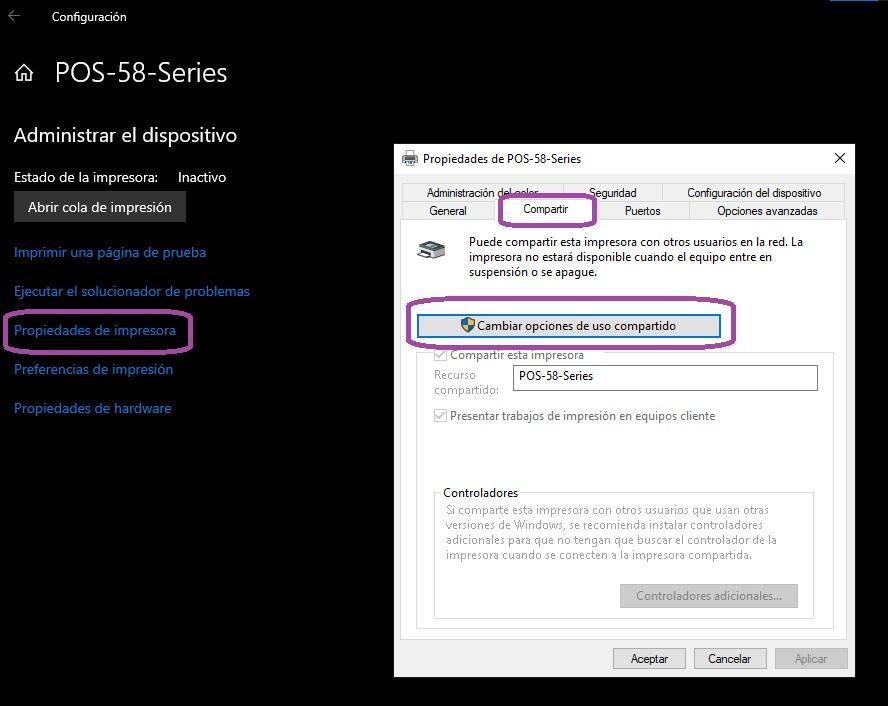 Configuración
POS-58-Series
Administrar el dispositivo
Estado de la impresora: Inactivo
Abrir cola de impresión
Imprimir una página de prueba
Ejecutar el solucionador de problemas
Propiedades de impresora
Preferencias de impresión
Propiedades de hardware
Propiedades de POS-58-Series
Administración del color Seguridad Configuración del dispositivo
General Compartir Puertos Opciones avanzadas
Puede compartir esta impresora con otros usuarios en la red. La
impresora no estará disponible cuando el equipo entre en
suspensión o se apague.
Cambiar opciones de uso compartido
Compartir esta impresora
Recurso
compartido:
POS-58-Series
Presentar trabajos de impresión en equipos cliente
Controladores
Si comparte esta impresora con otros usuarios que usan otras
versiones de Windows, se recomienda instalar controladores
adicionales para que no tengan que buscar el controlador de la
impresora cuando se conecten a la impresora compartida.
Controladores adicionales...
Aceptar Cancelar Aplicar